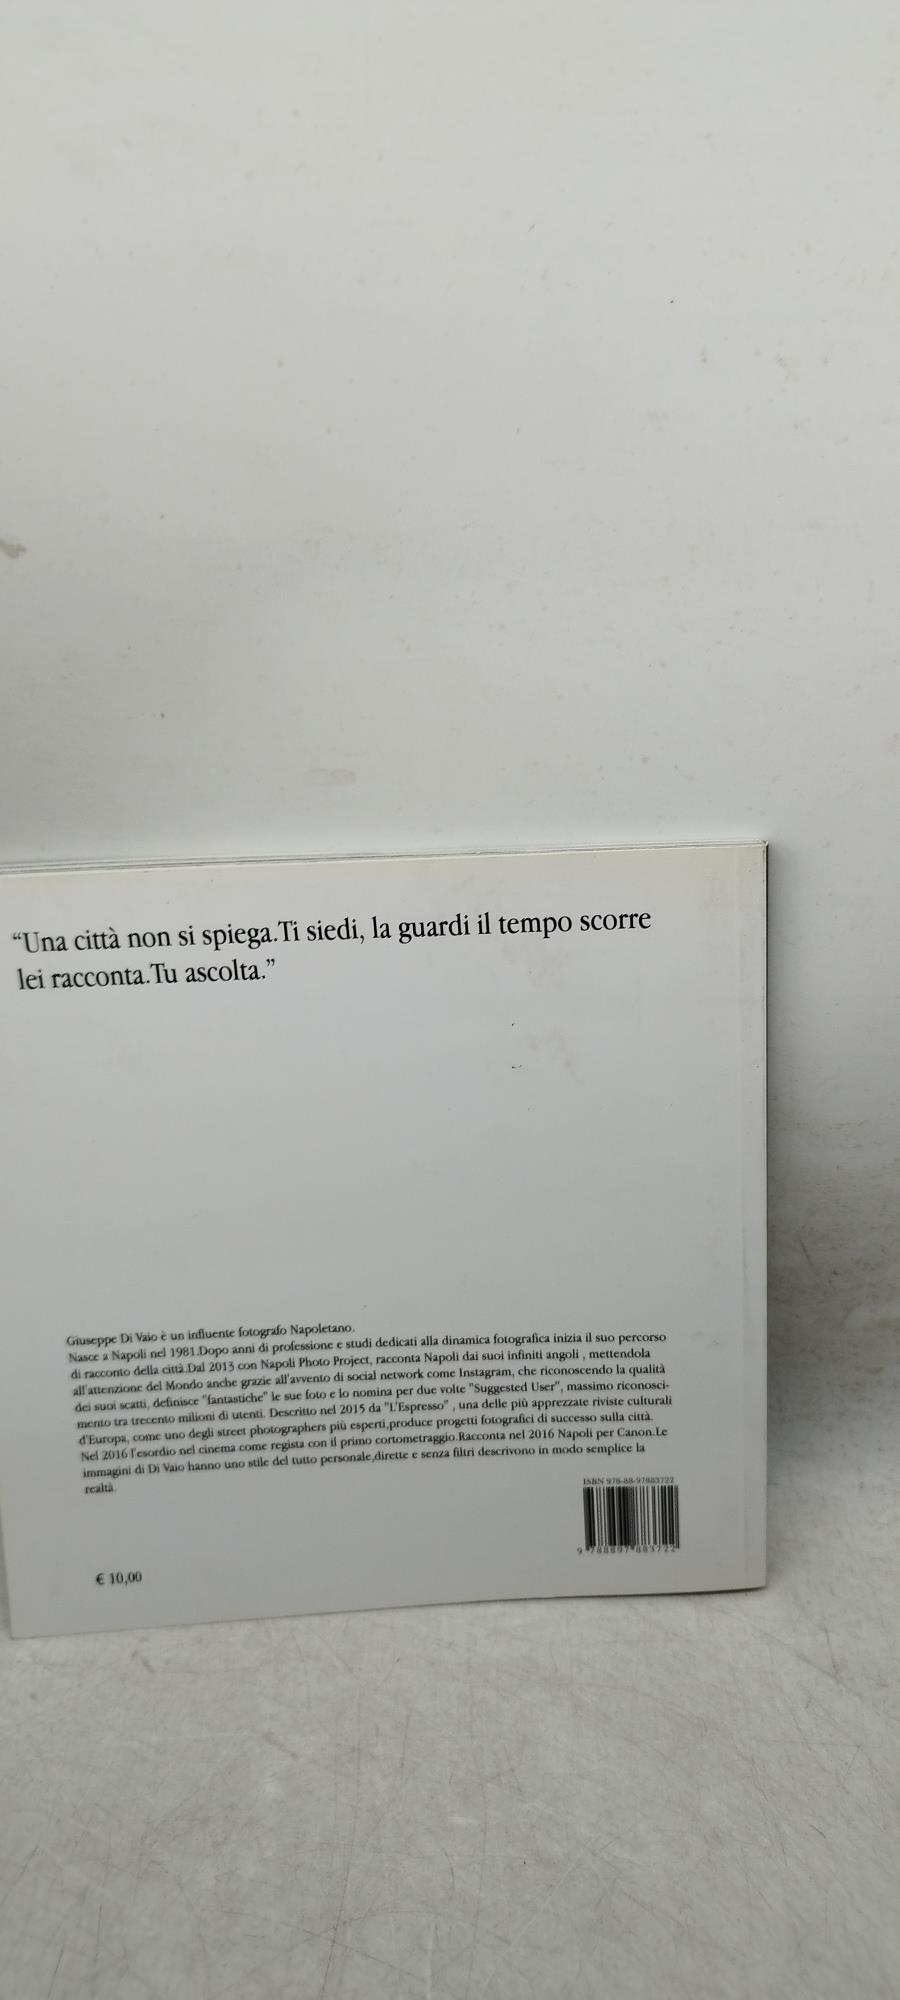 “Una città non si spiega.Ti siedi, la guardi il tempo scorre
lei racconta.Tu ascolta.”
Giuseppe Di Vaio è un influente fotografo Napoletano.
Nasce a Napoli nel 1981.Dopo anni di professione e studi dedicati alla dinamica fotografica inizia il suo percorso
di racconto della città.Dal 2013 con Napoli Photo Project, racconta Napoli dai suoi infiniti angoli , mettendola
all'attenzione del Mondo anche grazie all'avvento di social network come Instagram, che riconoscendo la qualità
dei suoi scatti, definisce "fantastiche" le sue foto e lo nomina per due volte "Suggested User", massimo riconosci-
mento tra trecento milioni di utenti. Descritto nel 2015 da "L'Espresso" , una delle più apprezzate riviste culturali
d'Europa, come uno degli street photographers più esperti,produce progetti fotografici di successo sulla città.
Nel 2016 l'esordio nel cinema come regista con il primo cortometraggio.Racconta nel 2016 Napoli per Canon.Le
immagini di Di Vaio hanno uno stile del tutto personale,dirette e senza filtri descrivono in modo semplice la
realtà.
ISBN 978-88-97883722
9 788897 883722
€ 10,00